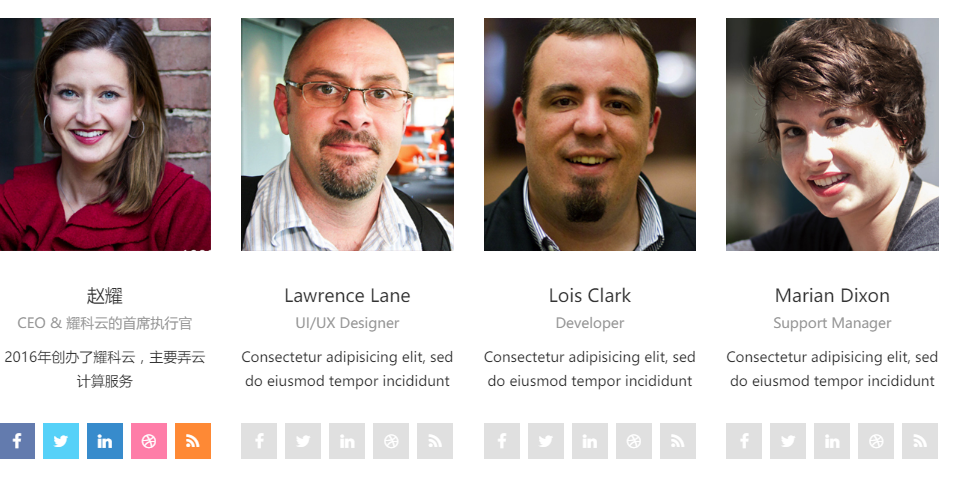 赵耀
CEO & 耀科云的首席执行官
2016年创办了耀科云，主要弄云
计算服务
Lawrence Lane
UI/UX Designer
Consectetur adipisicing elit, sed
do eiusmod tempor incididunt
Lois Clark
Developer
Consectetur adipisicing elit, sed
do eiusmod tempor incididunt
Marian Dixon
Support Manager
Consectetur adipisicing elit, sed
do eiusmod tempor incididunt